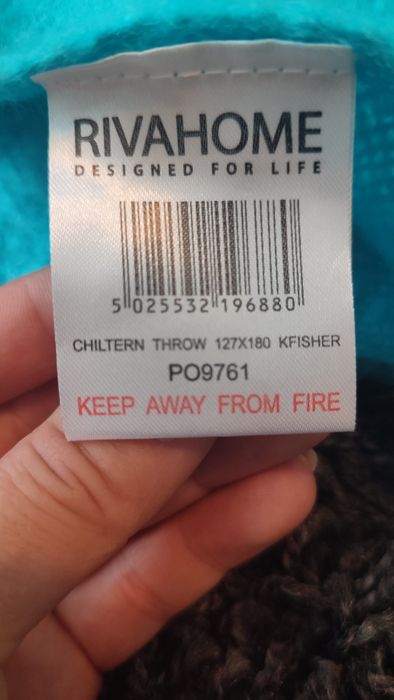 RIVAHOME
DESIGNED FOR LIFE
5 025532 196880
CHILTERN THROW 127X180 KFISHER
PO9761
KEEP AWAY FROM FIRE